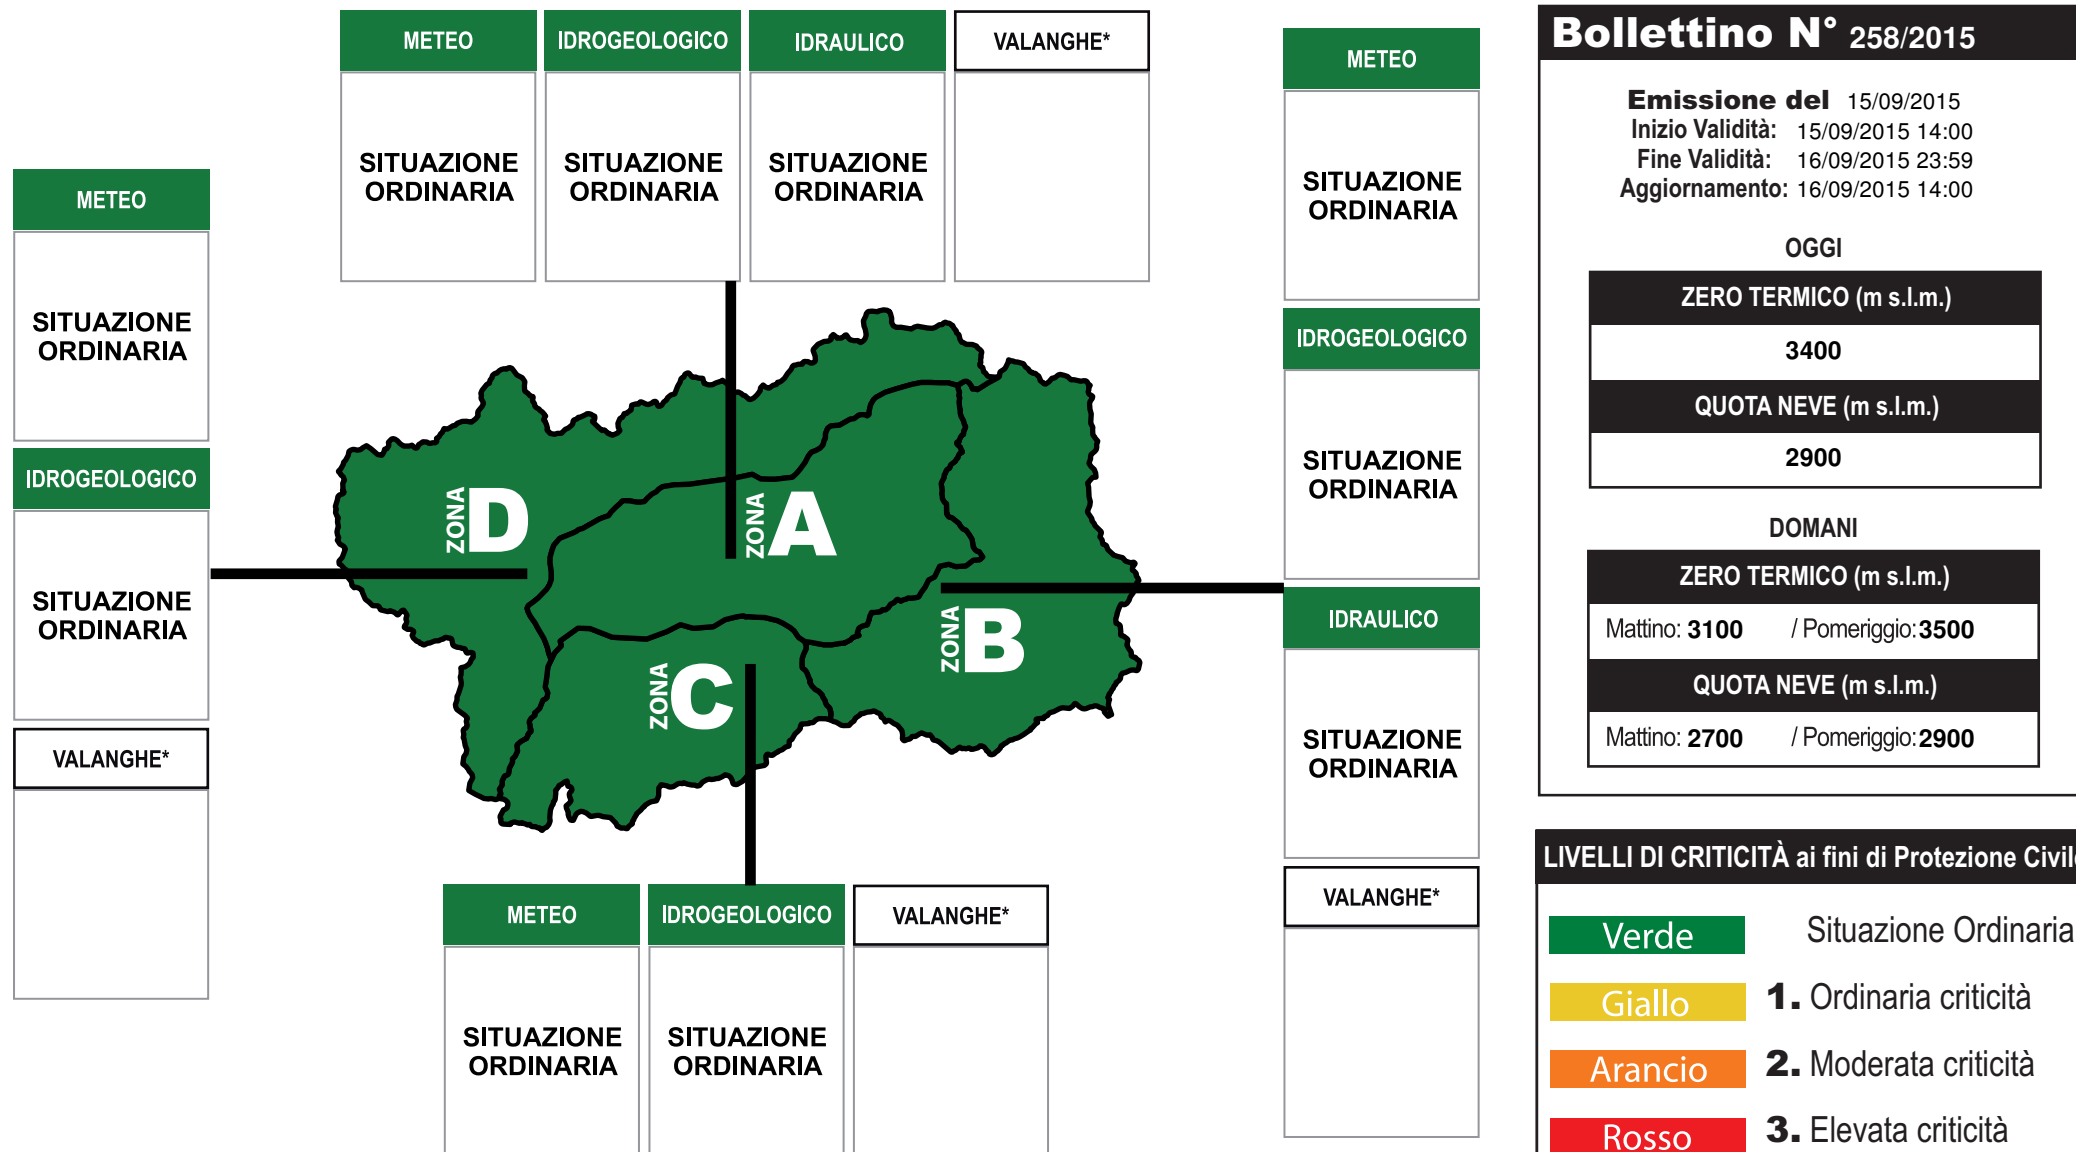 METEO
IDROGEOLOGICO
IDRAULICO
VALANGHE*
SITUAZIONE
ORDINARIA
SITUAZIONE
ORDINARIA
SITUAZIONE
ORDINARIA
METEO
SITUAZIONE
ORDINARIA
IDROGEOLOGICO
SITUAZIONE
ORDINARIA
VALANGHE*
ZONA D
ZONA A
ZONA B
ZONA C
METEO
SITUAZIONE
ORDINARIA
IDROGEOLOGICO
SITUAZIONE
ORDINARIA
IDRAULICO
SITUAZIONE
ORDINARIA
VALANGHE*
METEO
IDROGEOLOGICO
VALANGHE*
SITUAZIONE
ORDINARIA
SITUAZIONE
ORDINARIA
Bollettino N° 258/2015
Emissione del 15/09/2015
Inizio Validità: 15/09/2015 14:00
Fine Validità: 16/09/2015 23:59
Aggiornamento: 16/09/2015 14:00
OGGI
ZERO TERMICO (m s.l.m.)
3400
QUOTA NEVE (m s.l.m.)
2900
DOMANI
ZERO TERMICO (m s.l.m.)
Mattino: 3100 / Pomeriggio: 3500
QUOTA NEVE (m s.l.m.)
Mattino: 2700 / Pomeriggio: 2900
LIVELLI DI CRITICITÀ ai fini di Protezione Civile
Verde Situazione Ordinaria
Giallo 1. Ordinaria criticità
Arancio 2. Moderata criticità
Rosso 3. Elevata criticità